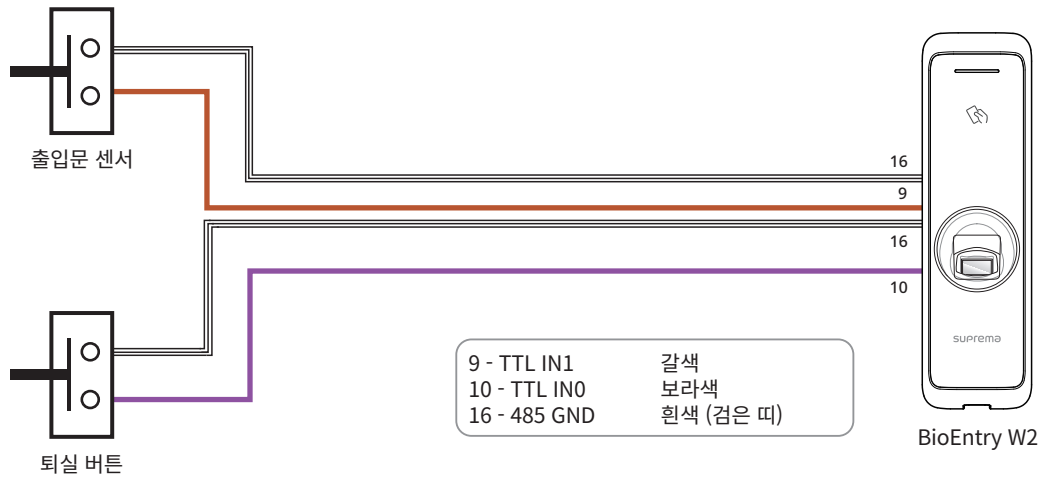 출입문 센서
16
9
16
10
퇴실 버튼
9 - TTL IN1 갈색
10 - TTL IN0 보라색
16 - 485 GND 흰색 (검은 띠)
suprema
BioEntry W2